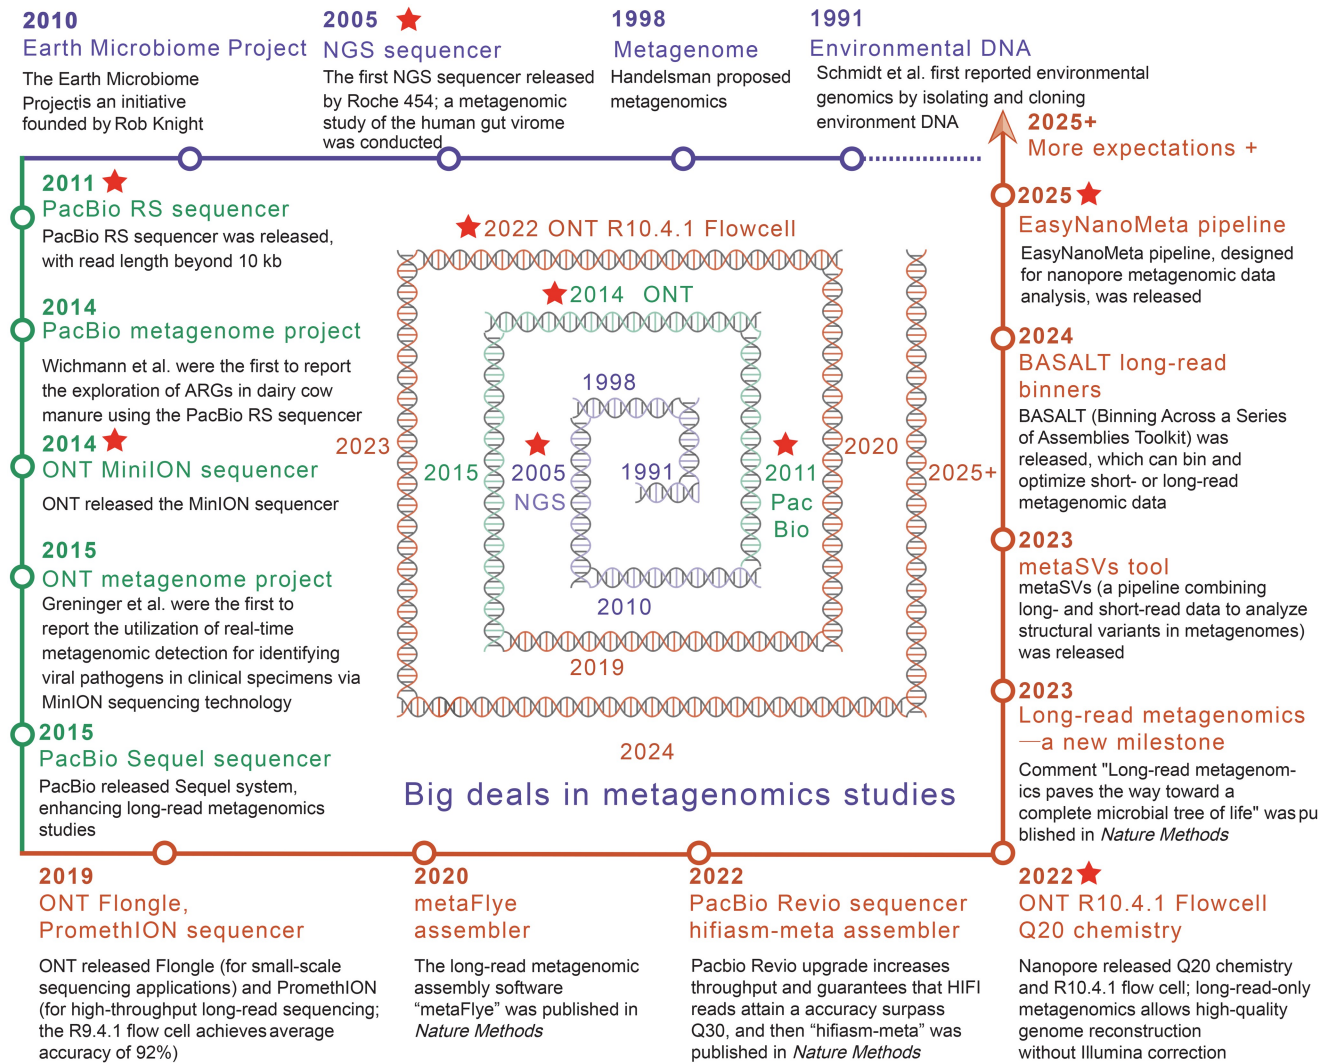 2010
Earth Microbiome Project
The Earth Microbiome
Projectis an initiative
founded by Rob Knight
2005
NGS sequencer
The first NGS sequencer released
by Roche 454; a metagenomic
study of the human gut virome
was conducted
1998
Metagenome
Handelsman proposed
metagenomics
1991
Environmental DNA
Schmidt et al. first reported environmental
genomics by isolating and cloning
environment DNA
2025+
More expectations +
2011
PacBio RS sequencer
PacBio RS sequencer was released,
with read length beyond 10 kb
2014
PacBio metagenome project
Wichmann et al. were the first to report
the exploration of ARGs in dairy cow
manure using the PacBio RS sequencer
2014
ONT MiniION sequencer
ONT released the MinION sequencer
2015
ONT metagenome project
Greninger et al. were the first to
report the utilization of real-time
metagenomic detection for identifying
viral pathogens in clinical specimens via
MinION sequencing technology
2015
PacBio Sequel sequencer
PacBio released Sequel system,
enhancing long-read metagenomics
studies
2022 ONT R10.4.1 Flowcell
2014 ONT
1998
2023
2015
2005
NGS
1991
2011
Pac
Bio
2020
2025+
2010
2019
2024
Big deals in metagenomics studies
2025
EasyNanoMeta pipeline
EasyNanoMeta pipeline, designed
for nanopore metagenomic data
analysis, was released
2024
BASALT long-read
binners
BASALT (Binning Across a Series
of Assemblies Toolkit) was
released, which can bin and
optimize short- or long-read
metagenomic data
2023
metaSVs tool
metaSVs (a pipeline combining
long- and short-read data to analyze
structural variants in metagenomes)
was released
2023
Long-read metagenomics
—a new milestone
Comment "Long-read metagenom-
ics paves the way toward a
complete microbial tree of life" was pu
blished in Nature Methods
2019
ONT Flongle,
PromethION sequencer
ONT released Flongle (for small-scale
sequencing applications) and PromethION
(for high-throughput long-read sequencing;
the R9.4.1 flow cell achieves average
accuracy of 92%)
2020
metaFlye
assembler
The long-read metagenomic
assembly software
“metaFlye” was published in
Nature Methods
2022
PacBio Revio sequencer
hifiasm-meta assembler
Pacbio Revio upgrade increases
throughput and guarantees that HIFI
reads attain a accuracy surpass
Q30, and then “hifiasm-meta” was
published in Nature Methods
2022
ONT R10.4.1 Flowcell
Q20 chemistry
Nanopore released Q20 chemistry
and R10.4.1 flow cell; long-read-only
metagenomics allows high-quality
genome reconstruction
without Illumina correction